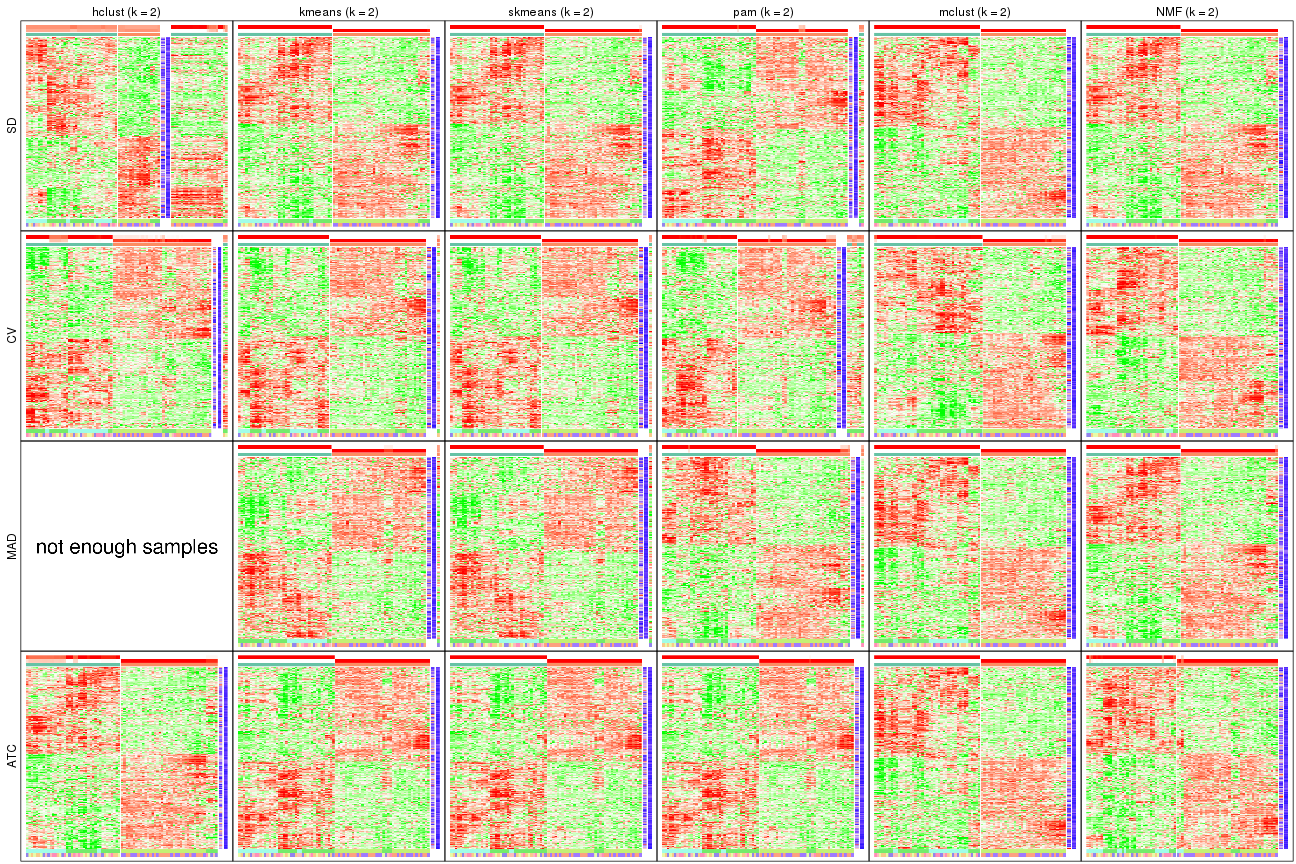 hclust (k = 2)
kmeans (k = 2)
skmeans (k = 2)
pam (k = 2)
mclust (k = 2)
NMF (k = 2)
SD
CV
MAD
not enough samples
ATC